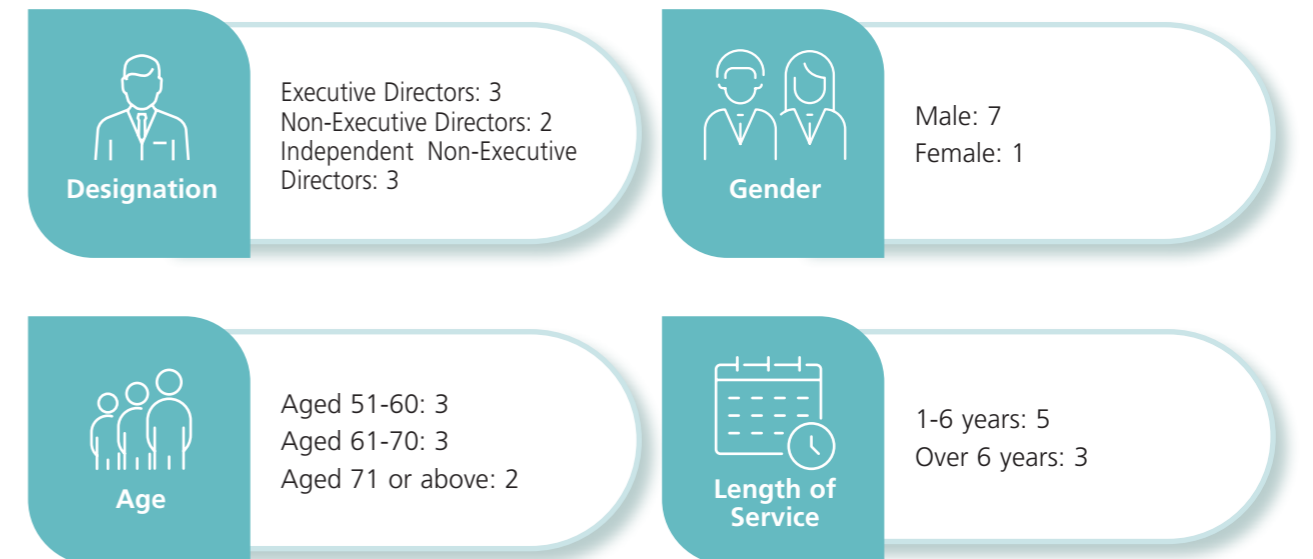 Designation
Executive Directors: 3
Non-Executive Directors: 2
Independent Non-Executive
Directors: 3
Gender
Male: 7
Female: 1
Age
Aged 51-60: 3
Aged 61-70: 3
Aged 71 or above: 2
Length of
Service
1-6 years: 5
Over 6 years: 3